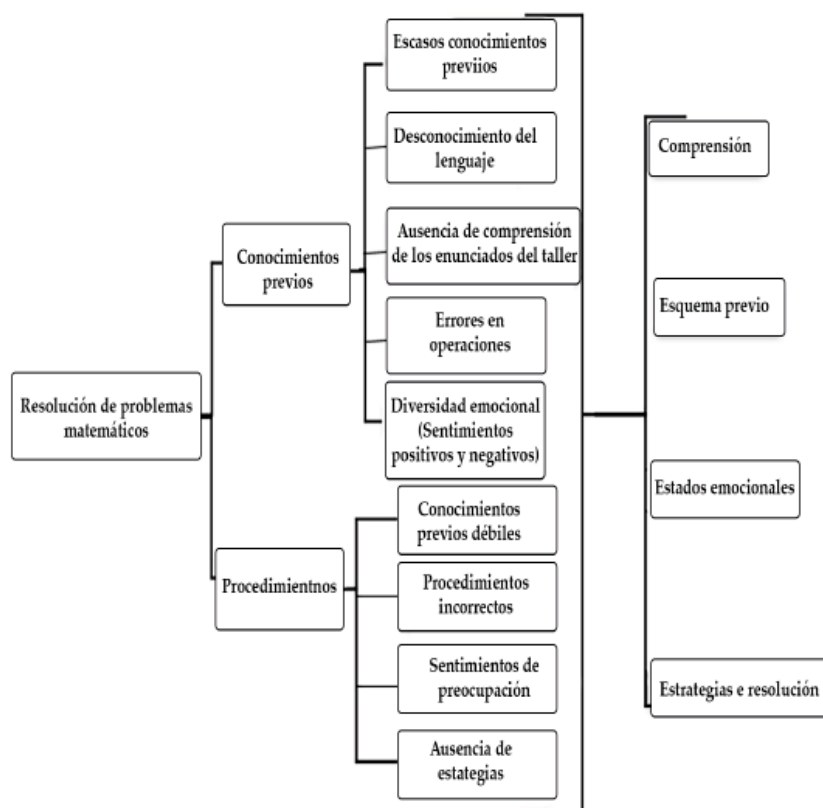 Resolución de problemas
matemáticos
Conocimientos
previos
Procedimientnos
Escasos conocimientos
previios
Desconocimiento del
lenguaje
Ausencia de comprensión
de los enunciados del taller
Errores en
operaciones
Diversidad emocional
(Sentimientos
positivos y negativos)
Conocimientos
previos débiles
Procedimientos
incorrectos
Sentimientos de
preocupación
Ausencia de
estategias
Comprensión
Esquema previo
Estados emocionales
Estrategias e resolución